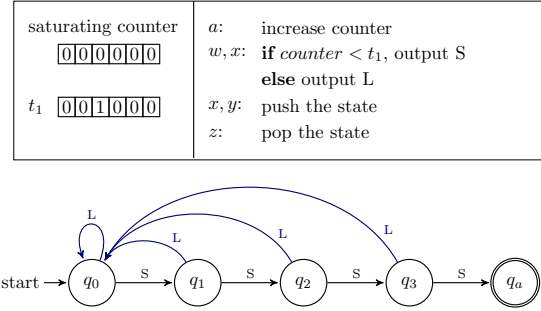 saturating counter
0 0 0 0 0 0
t₁ 0 0 1 0 0 0
a: increase counter
w, x: if counter < t₁, output S
else output L
x, y: push the state
z: pop the state
L L L L
start q₀ S q₁ S q₂ S q₃ S qₐ